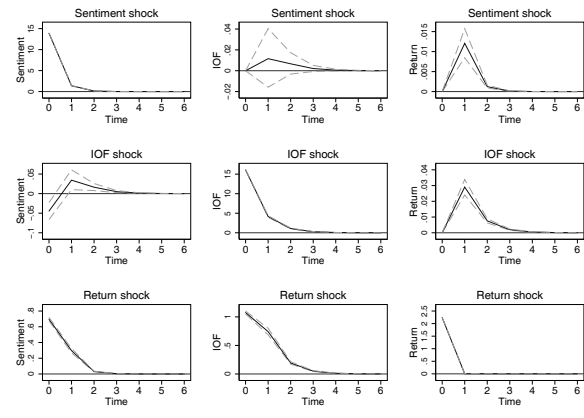 Sentiment shock
Sentiment
0 5 10 15
0 1 2 3 4 5 6
Time
Sentiment shock
IOF
-.02 0 .02 .04
0 1 2 3 4 5 6
Time
Sentiment shock
Return
0 .005 .01 .015
0 1 2 3 4 5 6
Time
IOF shock
Sentiment
-.1 -.05 0 .05
0 1 2 3 4 5 6
Time
IOF shock
IOF
0 5 10 15
0 1 2 3 4 5 6
Time
IOF shock
Return
0 .01 .02 .03 .04
0 1 2 3 4 5 6
Time
Return shock
Sentiment
0 .2 .4 .6 .8
0 1 2 3 4 5 6
Time
Return shock
IOF
0 .5 1
0 1 2 3 4 5 6
Time
Return shock
Return
0 .5 1 1.5 2 2.5
0 1 2 3 4 5 6
Time